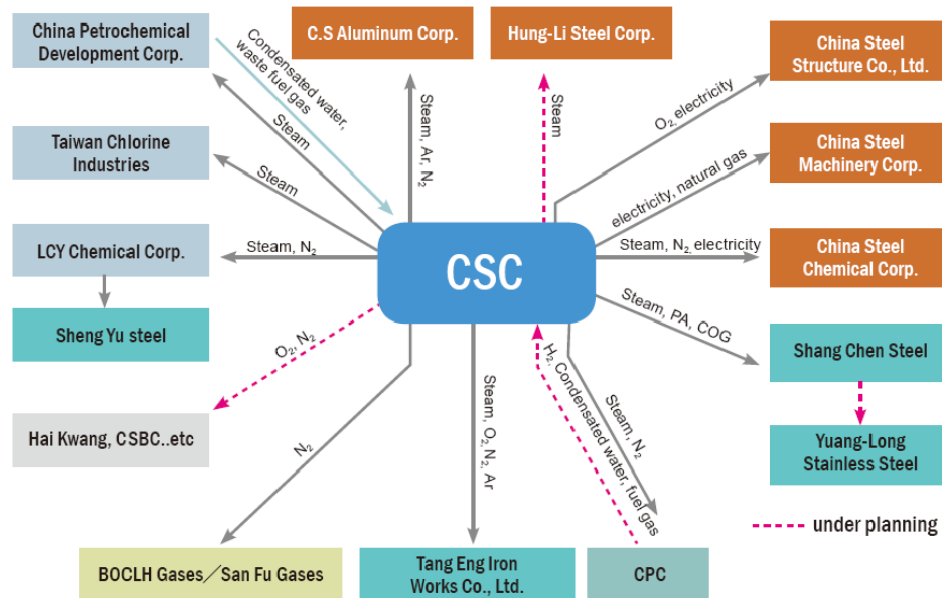 China Petrochemical
Development Corp.
C.S Aluminum Corp.
Hung-Li Steel Corp.
China Steel
Structure Co., Ltd.
Condensated water,
waste fuel gas
Steam
Steam, Ar, N₂
Steam
O₂, electricity
Taiwan Chlorine
Industries
Steam
electricity, natural gas
China Steel
Machinery Corp.
LCY Chemical Corp.
Steam, N₂
CSC
Steam, N₂, electricity
China Steel
Chemical Corp.
Sheng Yu steel
O₂, N₂
Steam, PA, COG
Shang Chen Steel
Hai Kwang, CSBC..etc
N₂
Steam, O₂, N₂, Ar
H₂, Condensated water, fuel gas
Steam, N₂
Yuang-Long
Stainless Steel
under planning
BOCLH Gases／San Fu Gases
Tang Eng Iron
Works Co., Ltd.
CPC